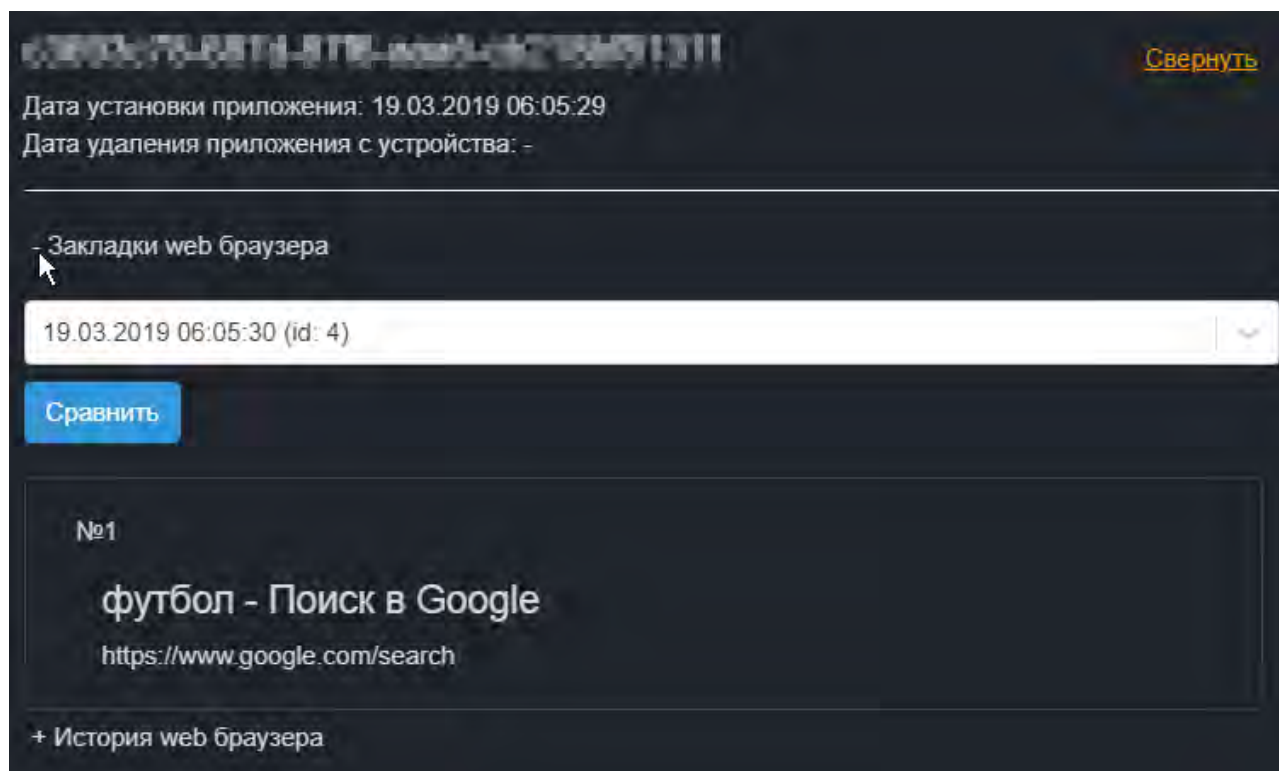 Свернуть
Дата установки приложения: 19.03.2019 06:05:29
Дата удаления приложения с устройства: -
- Закладки web браузера
19.03.2019 06:05:30 (id: 4)
Сравнить
№1
футбол - Поиск в Google
https://www.google.com/search
+ История web браузера